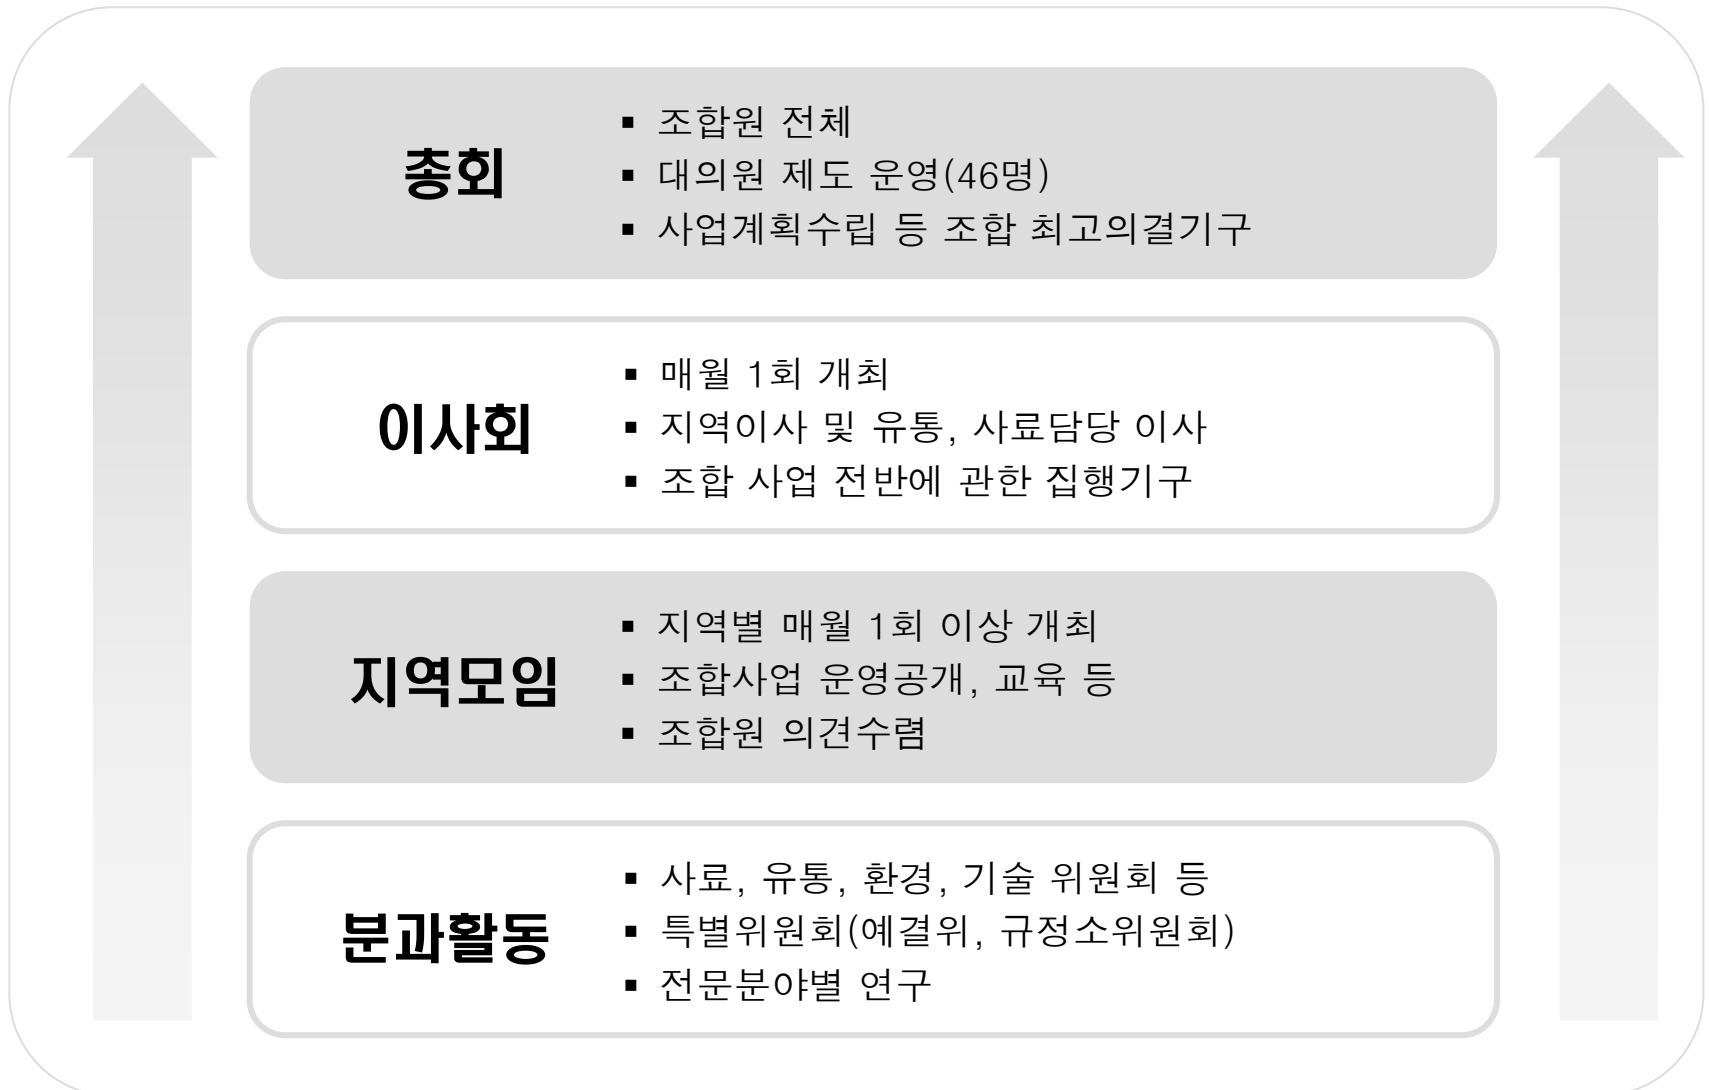 총회
▪ 조합원 전체
▪ 대의원 제도 운영(46명)
▪ 사업계획수립 등 조합 최고의결기구
이사회
▪ 매월 1회 개최
▪ 지역이사 및 유통, 사료담당 이사
▪ 조합 사업 전반에 관한 집행기구
지역모임
▪ 지역별 매월 1회 이상 개최
▪ 조합사업 운영공개, 교육 등
▪ 조합원 의견수렴
분과활동
▪ 사료, 유통, 환경, 기술 위원회 등
▪ 특별위원회(예결위, 규정소위원회)
▪ 전문분야별 연구